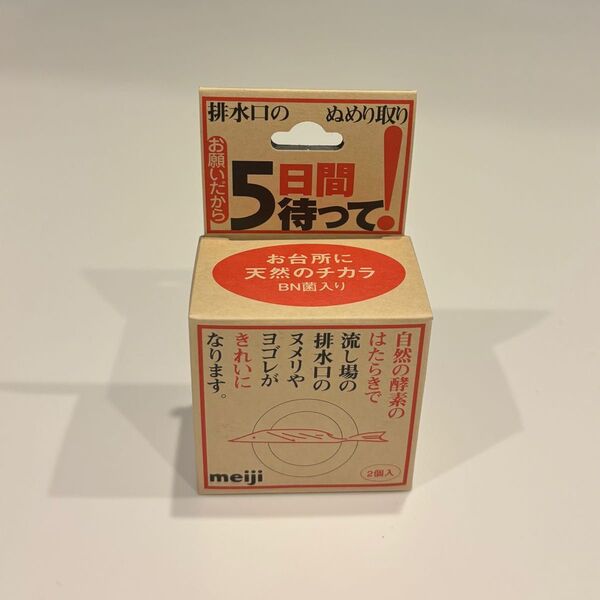 排水口の ぬめり取り
お願いだから
5日間
待って!
お台所に
天然のチカラ
BN菌入り
自然の酵素の
はたらきで
流し場の
排水口の
ヌメリや
ヨゴレが
きれいに
なります。
meiji
2個入